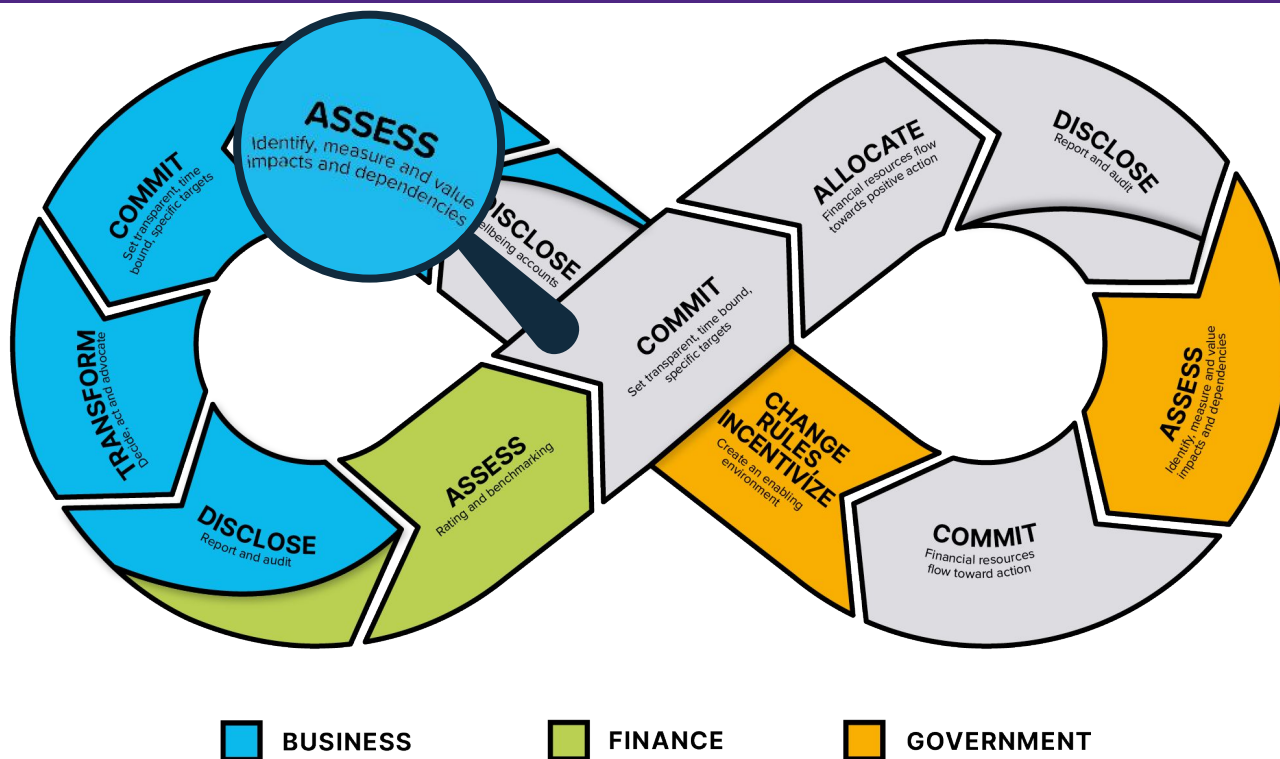 ASSESS
Identify, measure and value
impacts and dependencies
COMMIT
Set transparent, time
bound, specific targets
TRANSFORM
Decide, act and advocate
DISCLOSE
Report and audit
ASSESS
Rating and benchmarking
COMMIT
Set transparent, time bound,
specific targets
ALLOCATE
Financial resources flow
towards positive action
DISCLOSE
Report and audit
ASSESS
Identify, measure and value
impacts and dependencies
COMMIT
Financial resources
flow toward action
CHANGE
RULES,
INCENTIVIZE
Create an enabling
environment
DISCLOSE
accounts
BUSINESS
FINANCE
GOVERNMENT